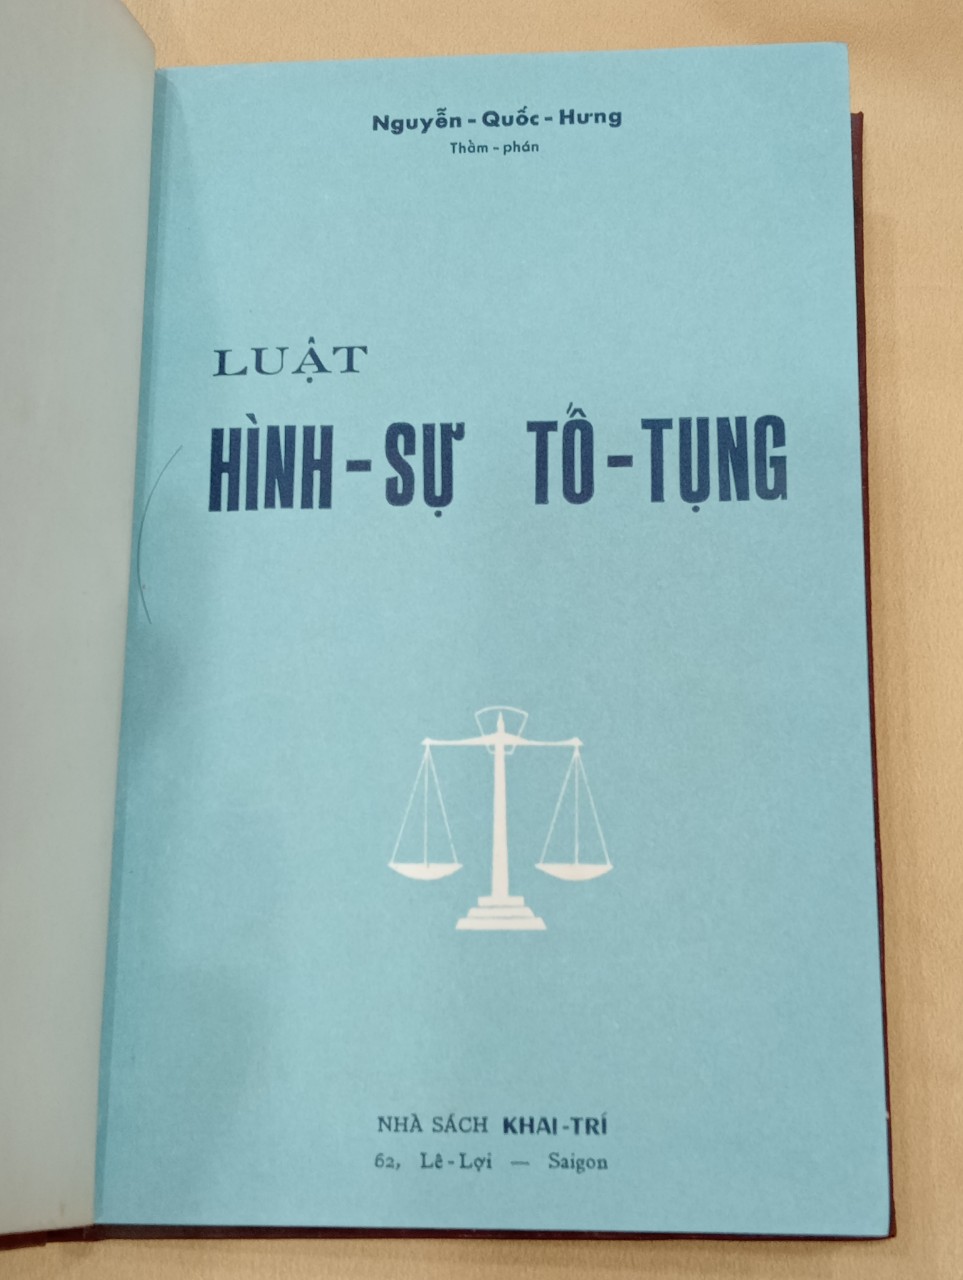 Nguyễn - Quốc - Hưng
Thẩm - phán
LUẬT
HÌNH - SỰ TỐ - TỤNG
NHÀ SÁCH KHAI-TRÍ
62, Lê - Lợi — Saigon